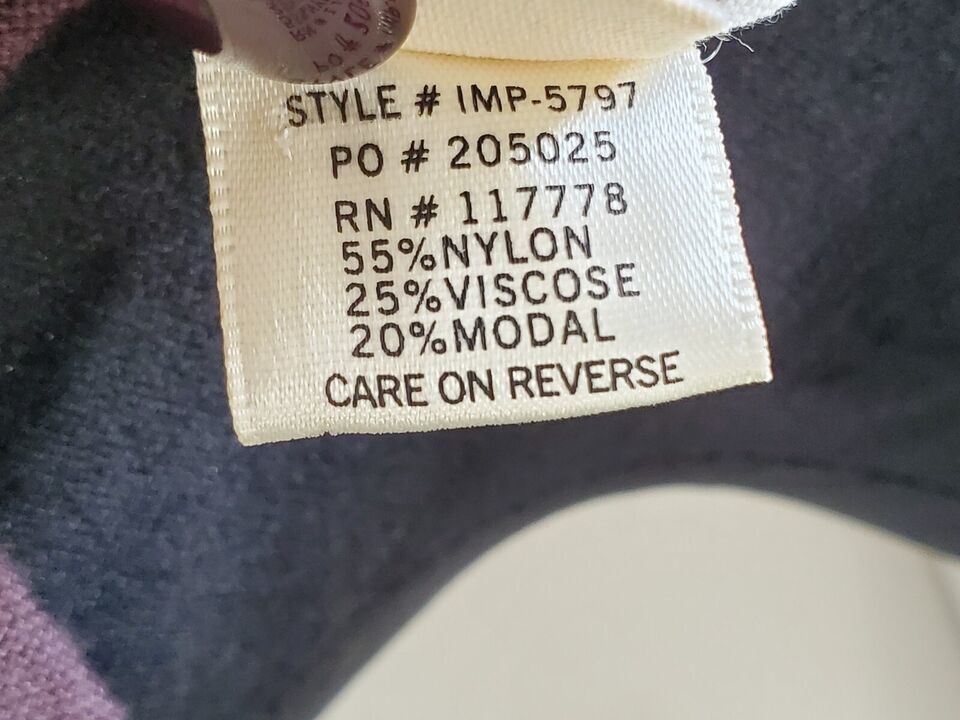 STYLE # IMP-5797
PO # 205025
RN # 117778
55%NYLON
25%VISCOSE
20%MODAL
CARE ON REVERSE